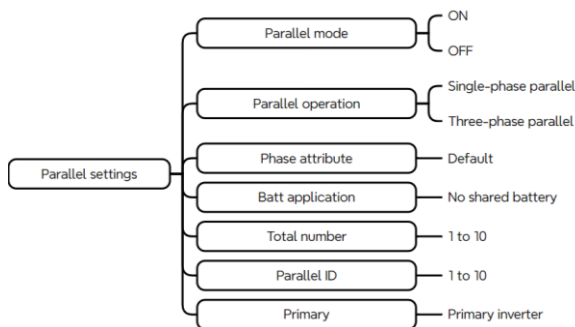 Parallel settings
Parallel mode
ON
OFF
Parallel operation
Single-phase parallel
Three-phase parallel
Phase attribute
Default
Batt application
No shared battery
Total number
1 to 10
Parallel ID
1 to 10
Primary
Primary inverter